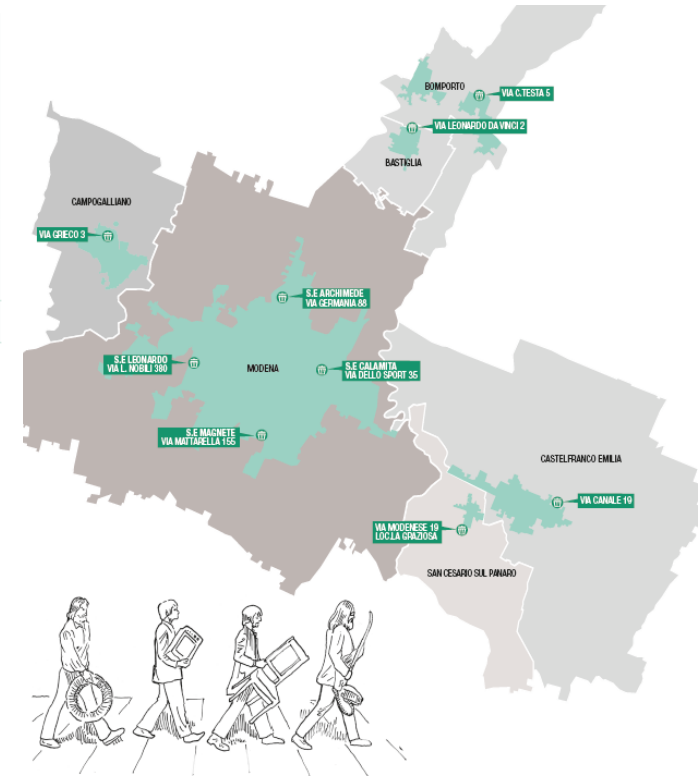 BOMPORTO
VIA C.TESTA 5
VIA LEONARDO DA VINCI 2
BASTIGLIA
CAMPOGALLIANO
VIA GRIECO 3
S.E ARCHIMEDE
VIA GERMANIA 88
S.E LEONARDO
VIA L. NOBILI 380
MODENA
S.E CALAMITA
VIA DELLO SPORT 35
S.E MAGNETE
VIA MATTARELLA 155
CASTELFRANCO EMILIA
VIA CANALE 19
VIA MODENESE 19
LOC.LA GRAZIOSA
SAN CESARIO SUL PANARO